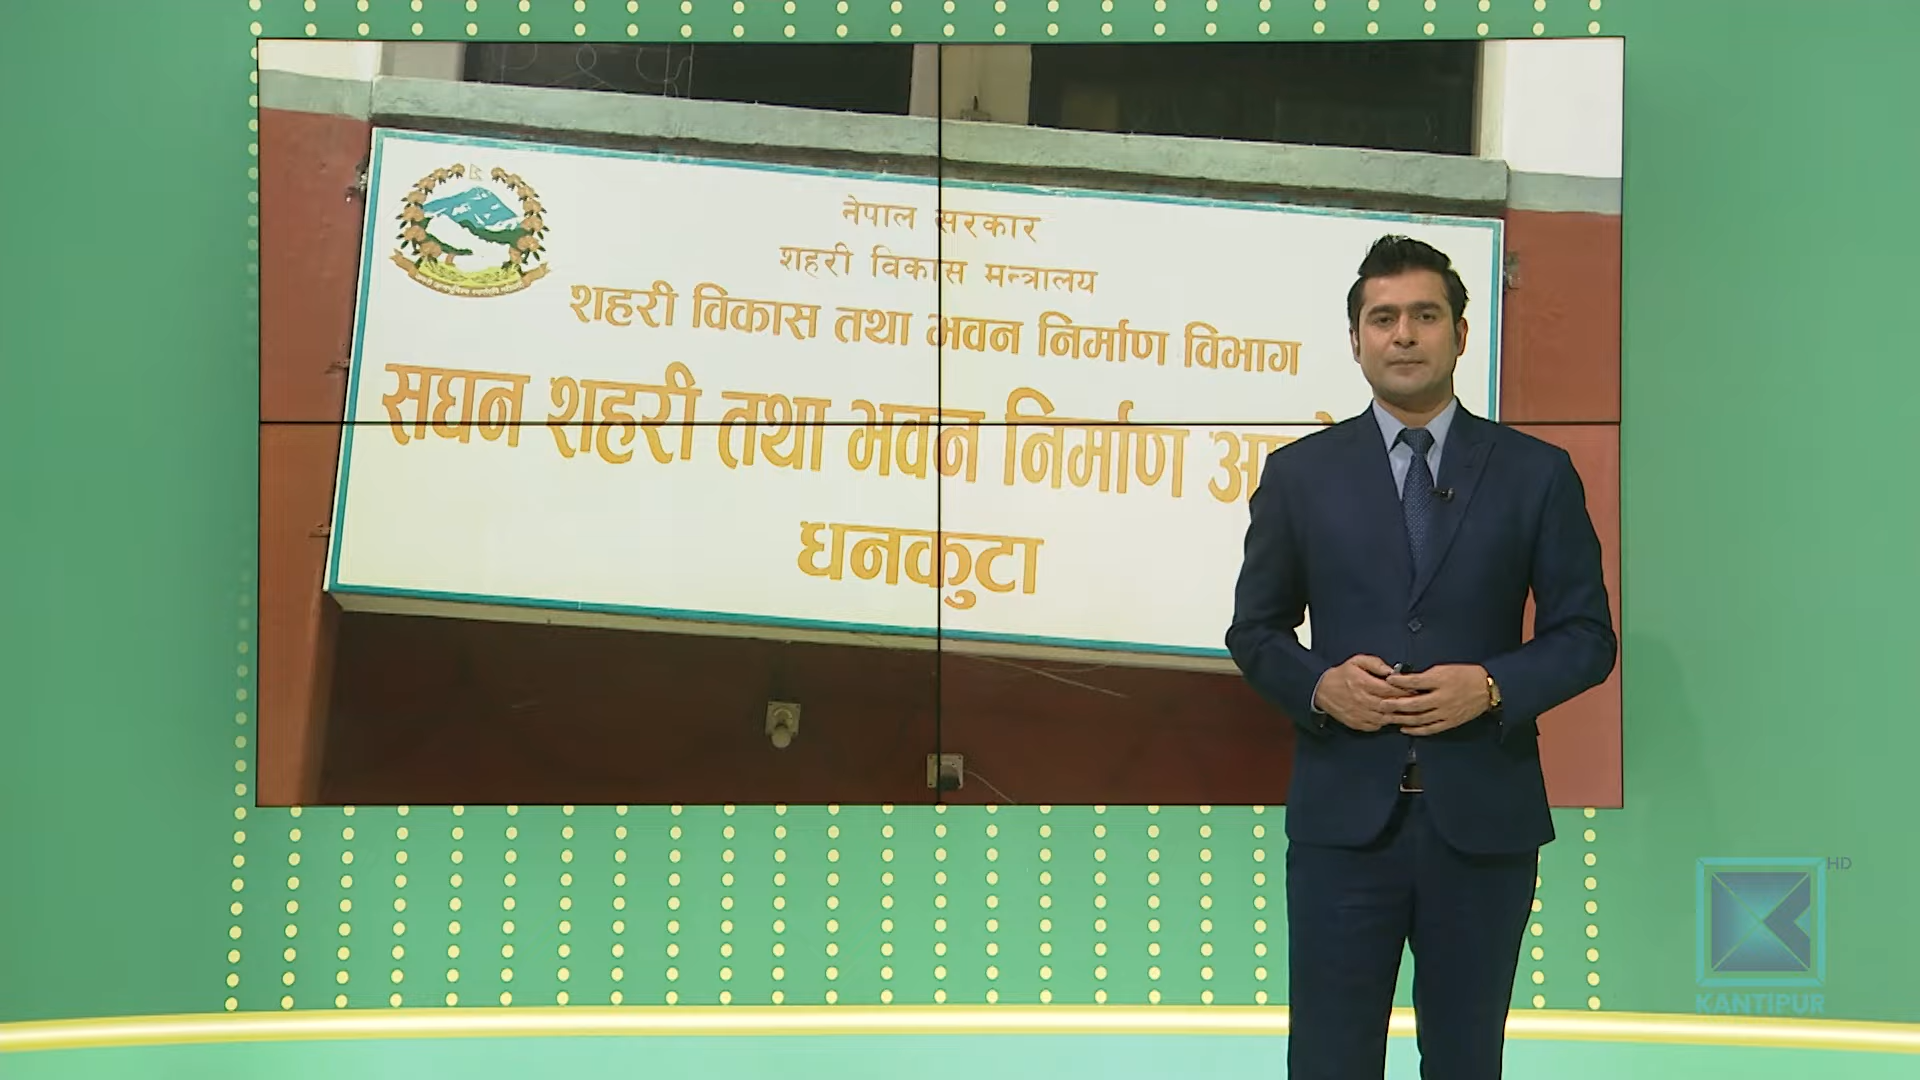 नेपाल सरकार
शहरी विकास मन्त्रालय
शहरी विकास तथा भवन निर्माण विभाग
सघन शहरी तथा भवन निर्माण
धनकुटा
HD
KANTIPUR